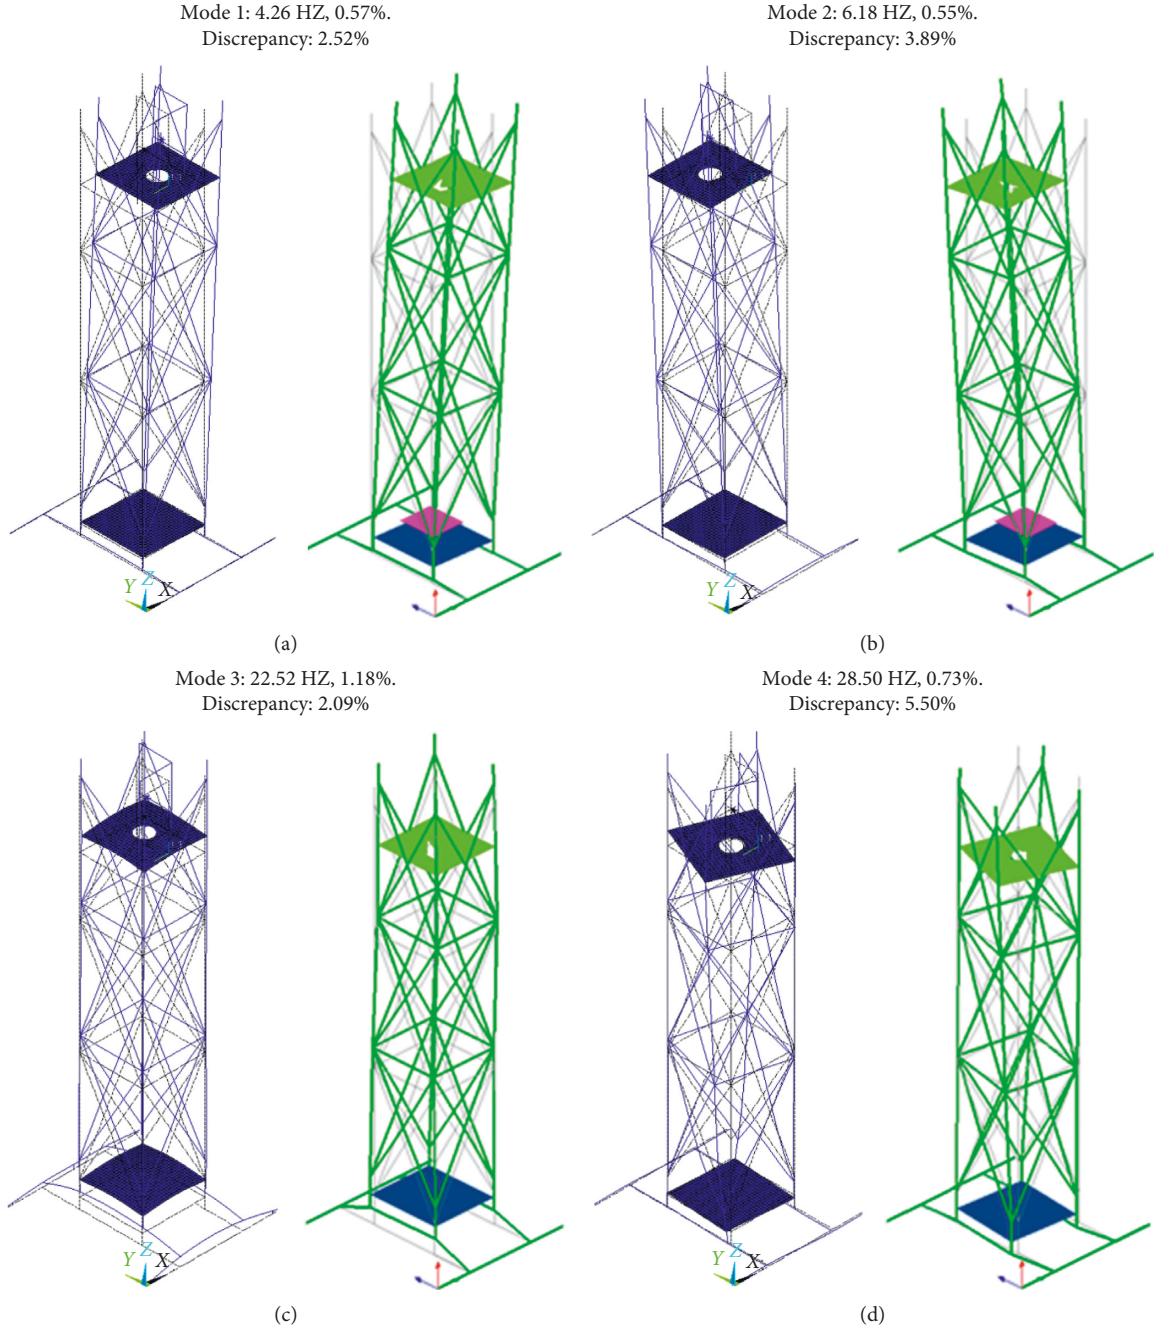 Mode 1: 4.26 HZ, 0.57%.
Discrepancy: 2.52%
Mode 2: 6.18 HZ, 0.55%.
Discrepancy: 3.89%
Y Z X
Y Z X
(a)
(b)
Mode 3: 22.52 HZ, 1.18%.
Discrepancy: 2.09%
Mode 4: 28.50 HZ, 0.73%.
Discrepancy: 5.50%
Y Z X
Y Z X
(c)
(d)